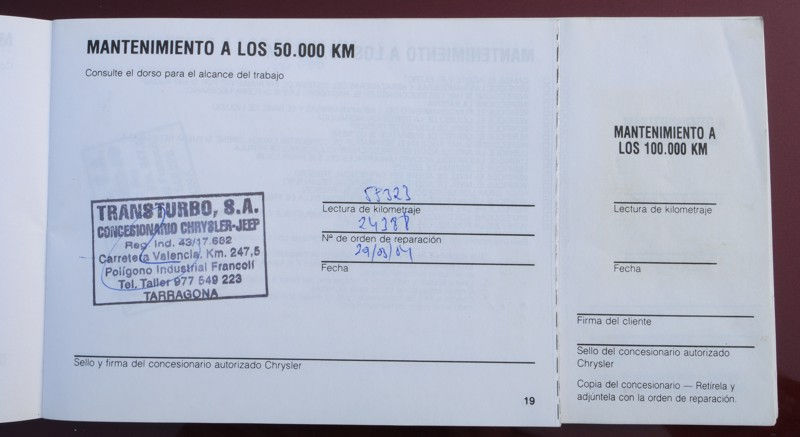 MANTENIMIENTO A LOS 50.000 KM
Consulte el dorso para el alcance del trabajo
TRANSTURBO, S.A.
CONCESIONARIO CHRYSLER-JEEP
Reg. Ind. 43/17.682
Carretera Valencia, Km. 247,5
Polígono Industrial Francolí
Tel. Taller 977 549 223
TARRAGONA
55323
Lectura de kilometraje
24388
Nº de orden de reparación
29/03/04
Fecha
Sello y firma del concesionario autorizado Chrysler
19
MANTENIMIENTO A
LOS 100.000 KM
Lectura de kilometraje
Fecha
Firma del cliente
Sello del concesionario autorizado
Chrysler
Copia del concesionario — Retírela y
adjúntela con la orden de reparación.